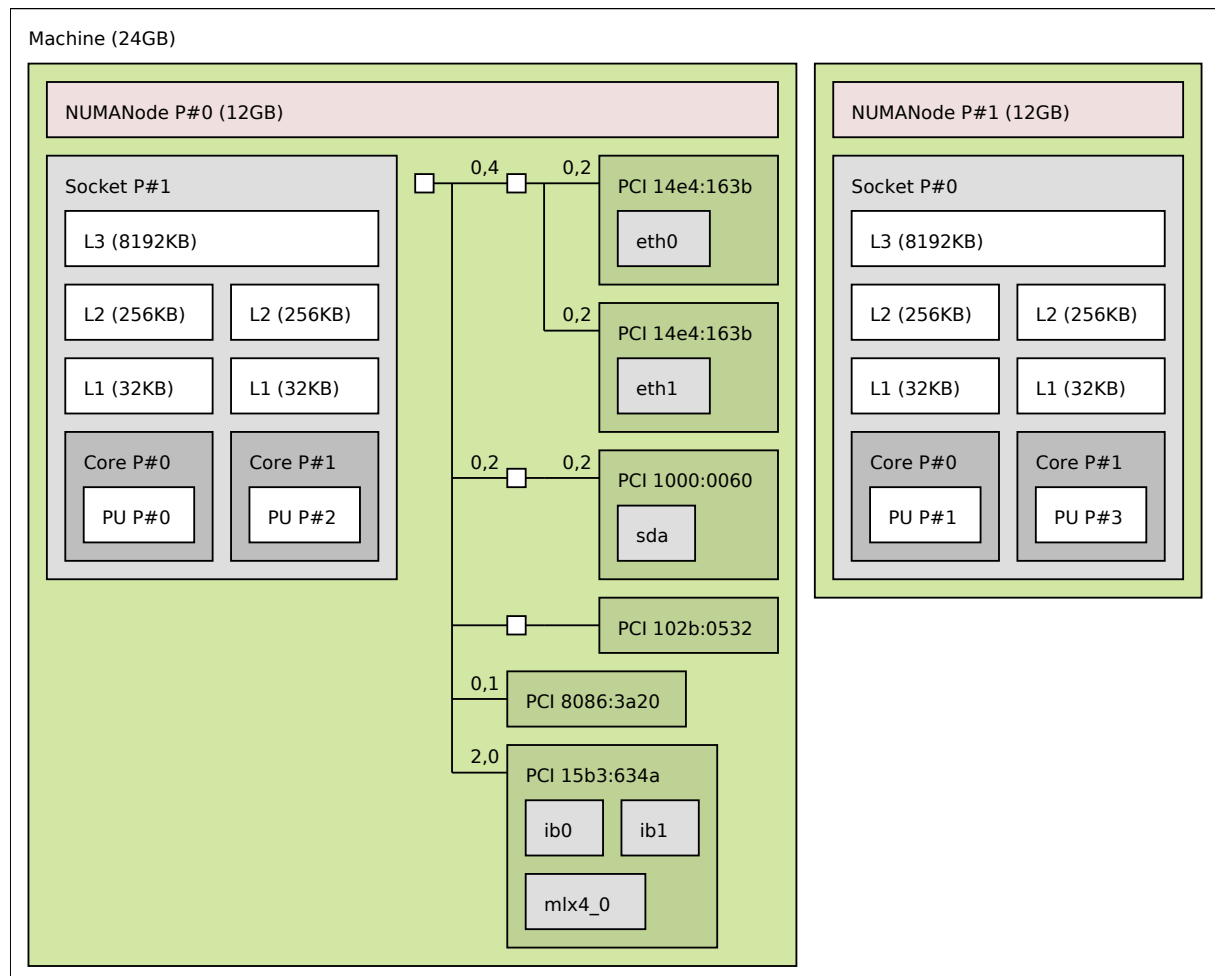 Machine (24GB)
NUMANode P#0 (12GB)
Socket P#1
L3 (8192KB)
L2 (256KB) L2 (256KB)
L1 (32KB) L1 (32KB)
Core P#0 Core P#1
PU P#0 PU P#2
0,4 0,2 PCI 14e4:163b
eth0
0,2 PCI 14e4:163b
eth1
0,2 0,2 PCI 1000:0060
sda
PCI 102b:0532
0,1 PCI 8086:3a20
2,0 PCI 15b3:634a
ib0 ib1
mlx4_0
NUMANode P#1 (12GB)
Socket P#0
L3 (8192KB)
L2 (256KB) L2 (256KB)
L1 (32KB) L1 (32KB)
Core P#0 Core P#1
PU P#1 PU P#3